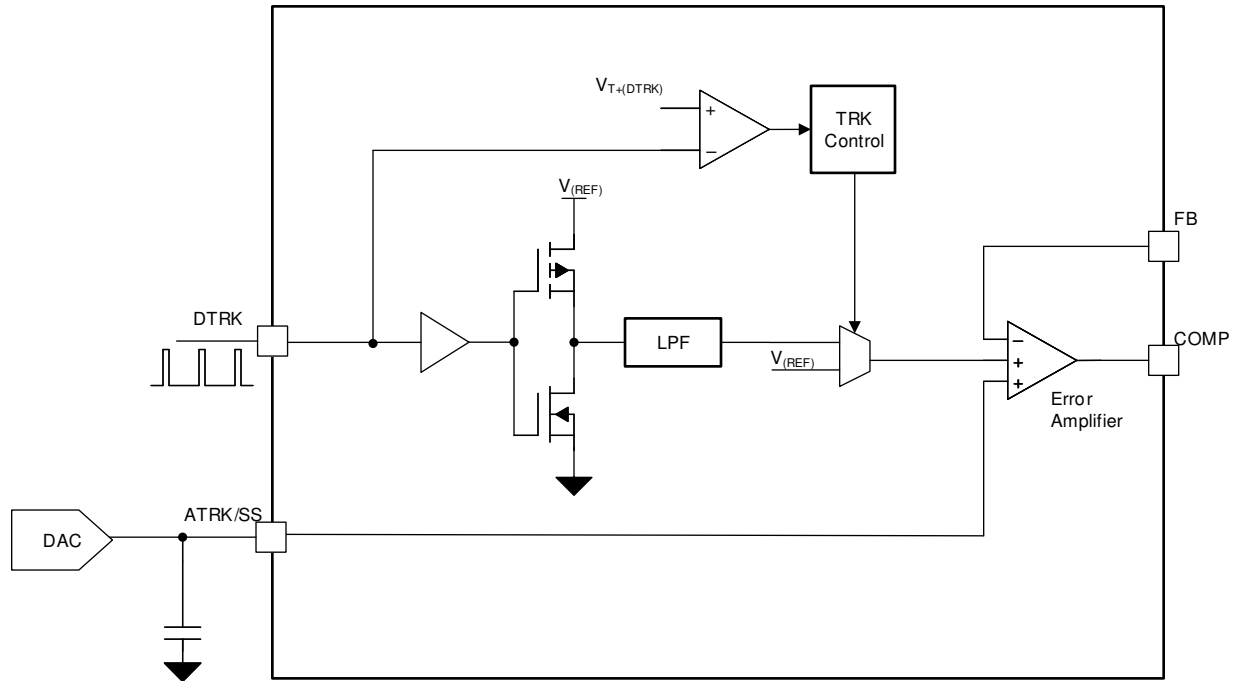 V_T+(DTRK)
+
−
TRK
Control
V_(REF)
FB
DTRK
LPF
V_(REF)
−
+
+
COMP
Error
Amplifier
ATRK/SS
DAC